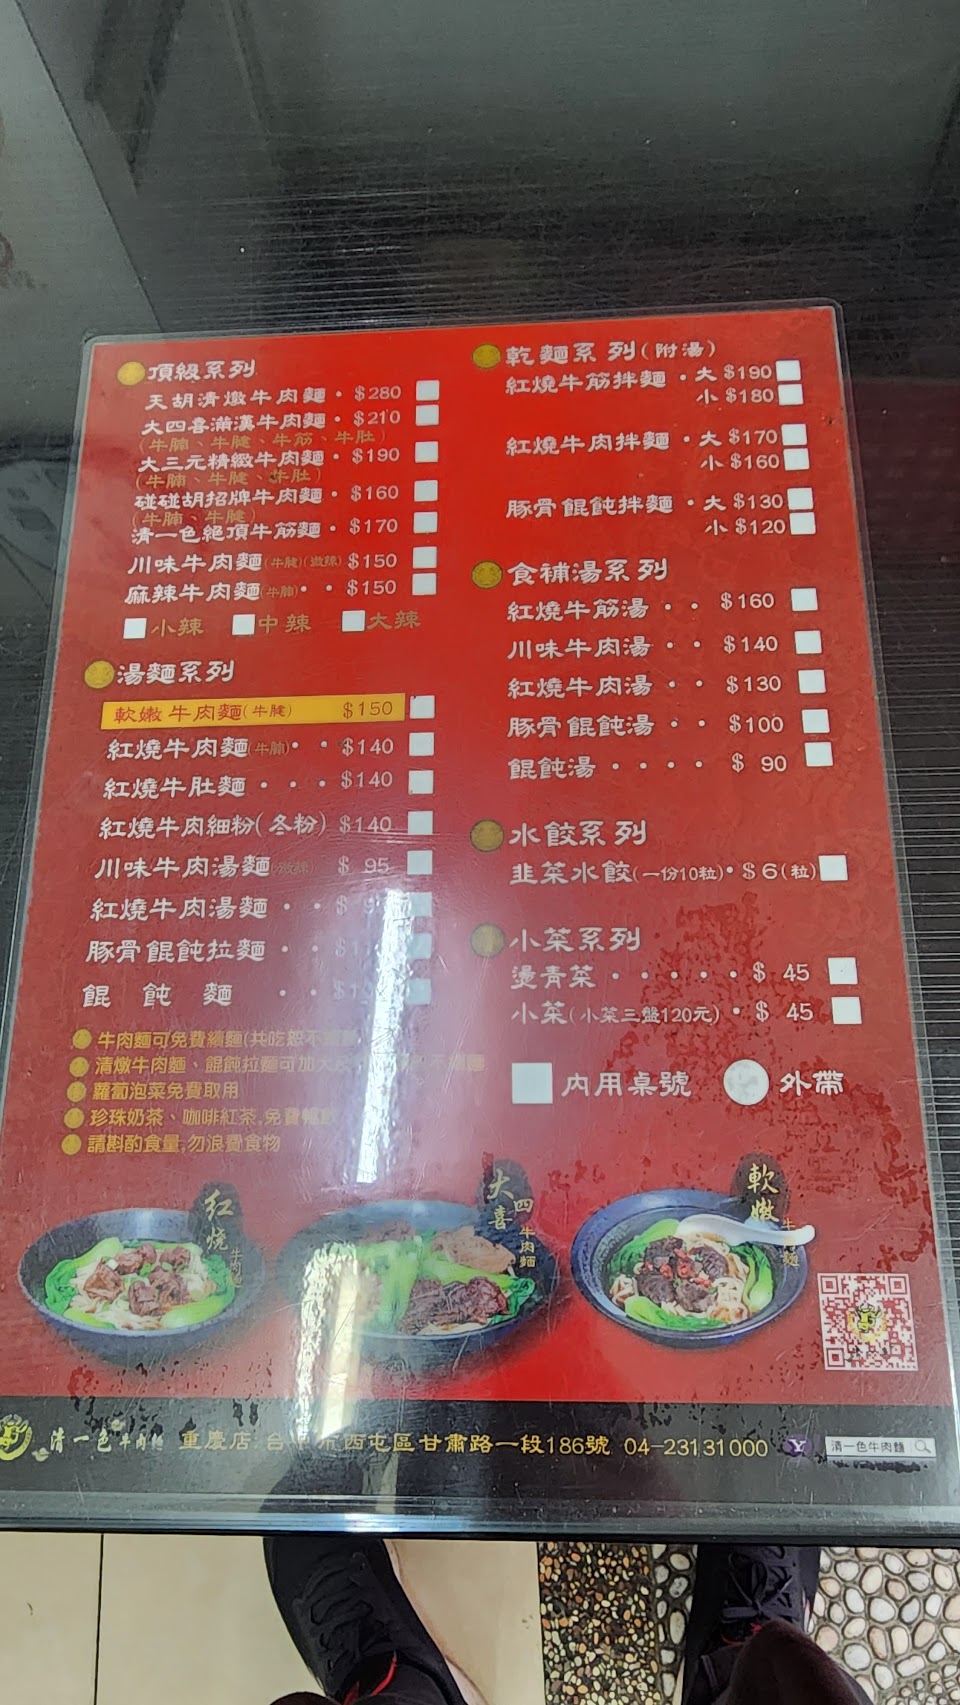 頂級系列
天胡清燉牛肉麵・$280
大四喜滿漢牛肉麵・$210
(牛腩、牛腱、牛筋、牛肚)
大三元精緻牛肉麵・$190
(牛腩、牛腱、牛肚)
碰碰胡招牌牛肉麵・$160
(牛腩、牛腱)
清一色絕頂牛筋麵・$170
川味牛肉麵(牛腱)(微辣)$150
麻辣牛肉麵(牛腩)・・$150
小辣 中辣 大辣
湯麵系列
軟嫩牛肉麵(牛腱) $150
紅燒牛肉麵(牛腩)・・$140
紅燒牛肚麵・・・$140
紅燒牛肉細粉(冬粉) $140
川味牛肉湯麵(微辣) $ 95
紅燒牛肉湯麵・・$
豚骨餛飩拉麵・・$
餛飩麵・・$
牛肉麵可免費續麵(共吃
清燉牛肉麵、餛飩拉麵可加大
蘿蔔泡菜免費取用
珍珠奶茶、咖啡紅茶,免費暢飲
請斟酌食量,勿浪費食物
乾麵系列(附湯)
紅燒牛筋拌麵・大 $190
小 $180
紅燒牛肉拌麵・大 $170
小 $160
豚骨餛飩拌麵・大 $130
小 $120
食補湯系列
紅燒牛筋湯・・$160
川味牛肉湯・・$140
紅燒牛肉湯・・$130
豚骨餛飩湯・・$100
餛飩湯・・・・$ 90
水餃系列
韭菜水餃(一份10粒)・$6(粒)
小菜系列
燙青菜・・・・・$ 45
小菜(小菜三盤120元)・$ 45
內用桌號 外帶
紅燒牛肉麵
大四喜牛肉麵
軟嫩牛肉麵
清一色牛肉麵 重慶店:台中市西屯區甘肅路一段186號 04-23131000 Y 清一色牛肉麵